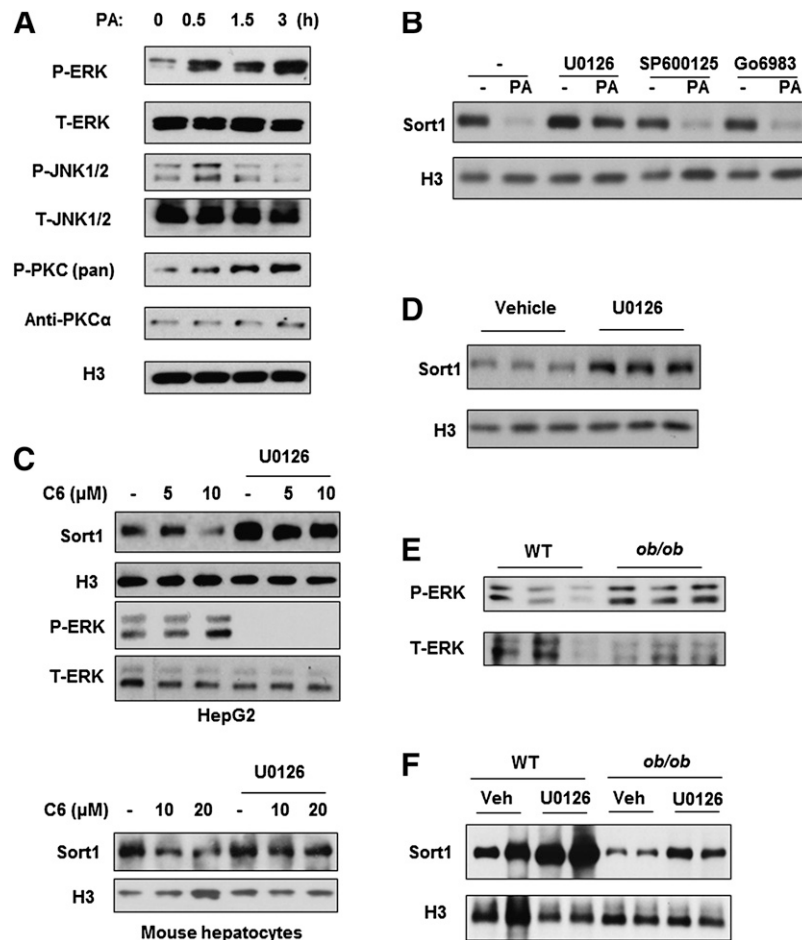 A
PA: 0 0.5 1.5 3 (h)
P-ERK
T-ERK
P-JNK1/2
T-JNK1/2
P-PKC (pan)
Anti-PKCα
H3
B
- U0126 SP600125 Go6983
- PA - PA - PA - PA
Sort1
H3
C
U0126
C6 (µM) - 5 10 - 5 10
Sort1
H3
P-ERK
T-ERK
HepG2
U0126
C6 (µM) - 10 20 - 10 20
Sort1
H3
Mouse hepatocytes
D
Vehicle U0126
Sort1
H3
E
WT ob/ob
P-ERK
T-ERK
F
WT ob/ob
Veh U0126 Veh U0126
Sort1
H3